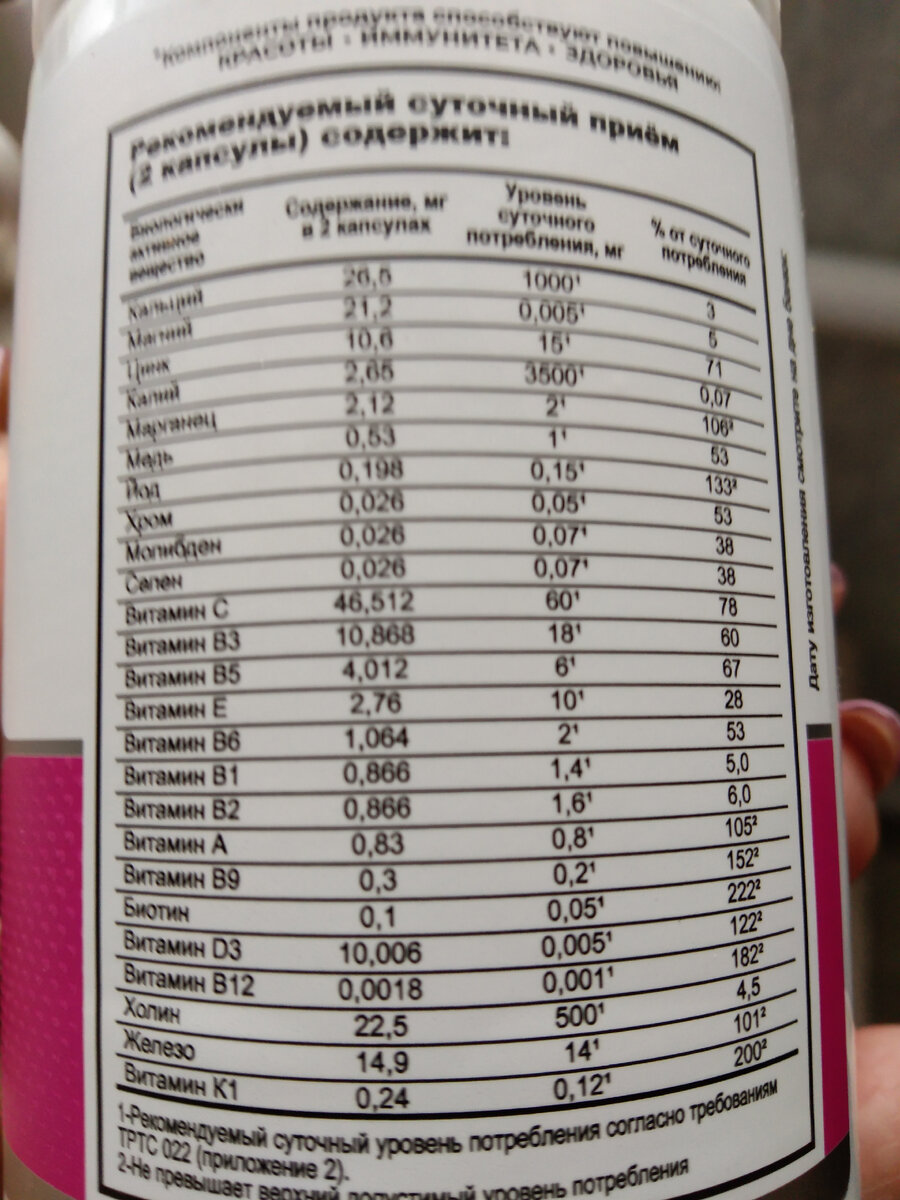 ¹Компоненты продукта способствуют повышению:
КРАСОТЫ · ИММУНИТЕТА · ЗДОРОВЬЯ
Рекомендуемый суточный приём
(2 капсулы) содержит:
Биологически активное вещество Содержание, мг в 2 капсулах Уровень суточного потребления, мг % от суточного потребления
Кальций 26,5 1000¹ 3
Магний 21,2 0,005¹ 5
Цинк 10,6 15¹ 71
Калий 2,65 3500¹ 0,07
Марганец 2,12 2¹ 106²
Медь 0,53 1¹ 53
Йод 0,198 0,15¹ 133²
Хром 0,026 0,05¹ 53
Молибден 0,026 0,07¹ 38
Селен 0,026 0,07¹ 38
Витамин С 46,512 60¹ 78
Витамин В3 10,868 18¹ 60
Витамин В5 4,012 6¹ 67
Витамин Е 2,76 10¹ 28
Витамин В6 1,064 2¹ 53
Витамин В1 0,866 1,4¹ 5,0
Витамин В2 0,866 1,6¹ 6,0
Витамин А 0,83 0,8¹ 105²
Витамин В9 0,3 0,2¹ 152²
Биотин 0,1 0,05¹ 222²
Витамин D3 10,006 0,005¹ 122²
Витамин В12 0,0018 0,001¹ 182²
Холин 22,5 500¹ 4,5
Железо 14,9 14¹ 101²
Витамин К1 0,24 0,12¹ 200²
1-Рекомендуемый суточный уровень потребления согласно требованиям
ТРТС 022 (приложение 2).
2-Не превышает верхний допустимый уровень потребления
Дату изготовления смотрите на дне банки.